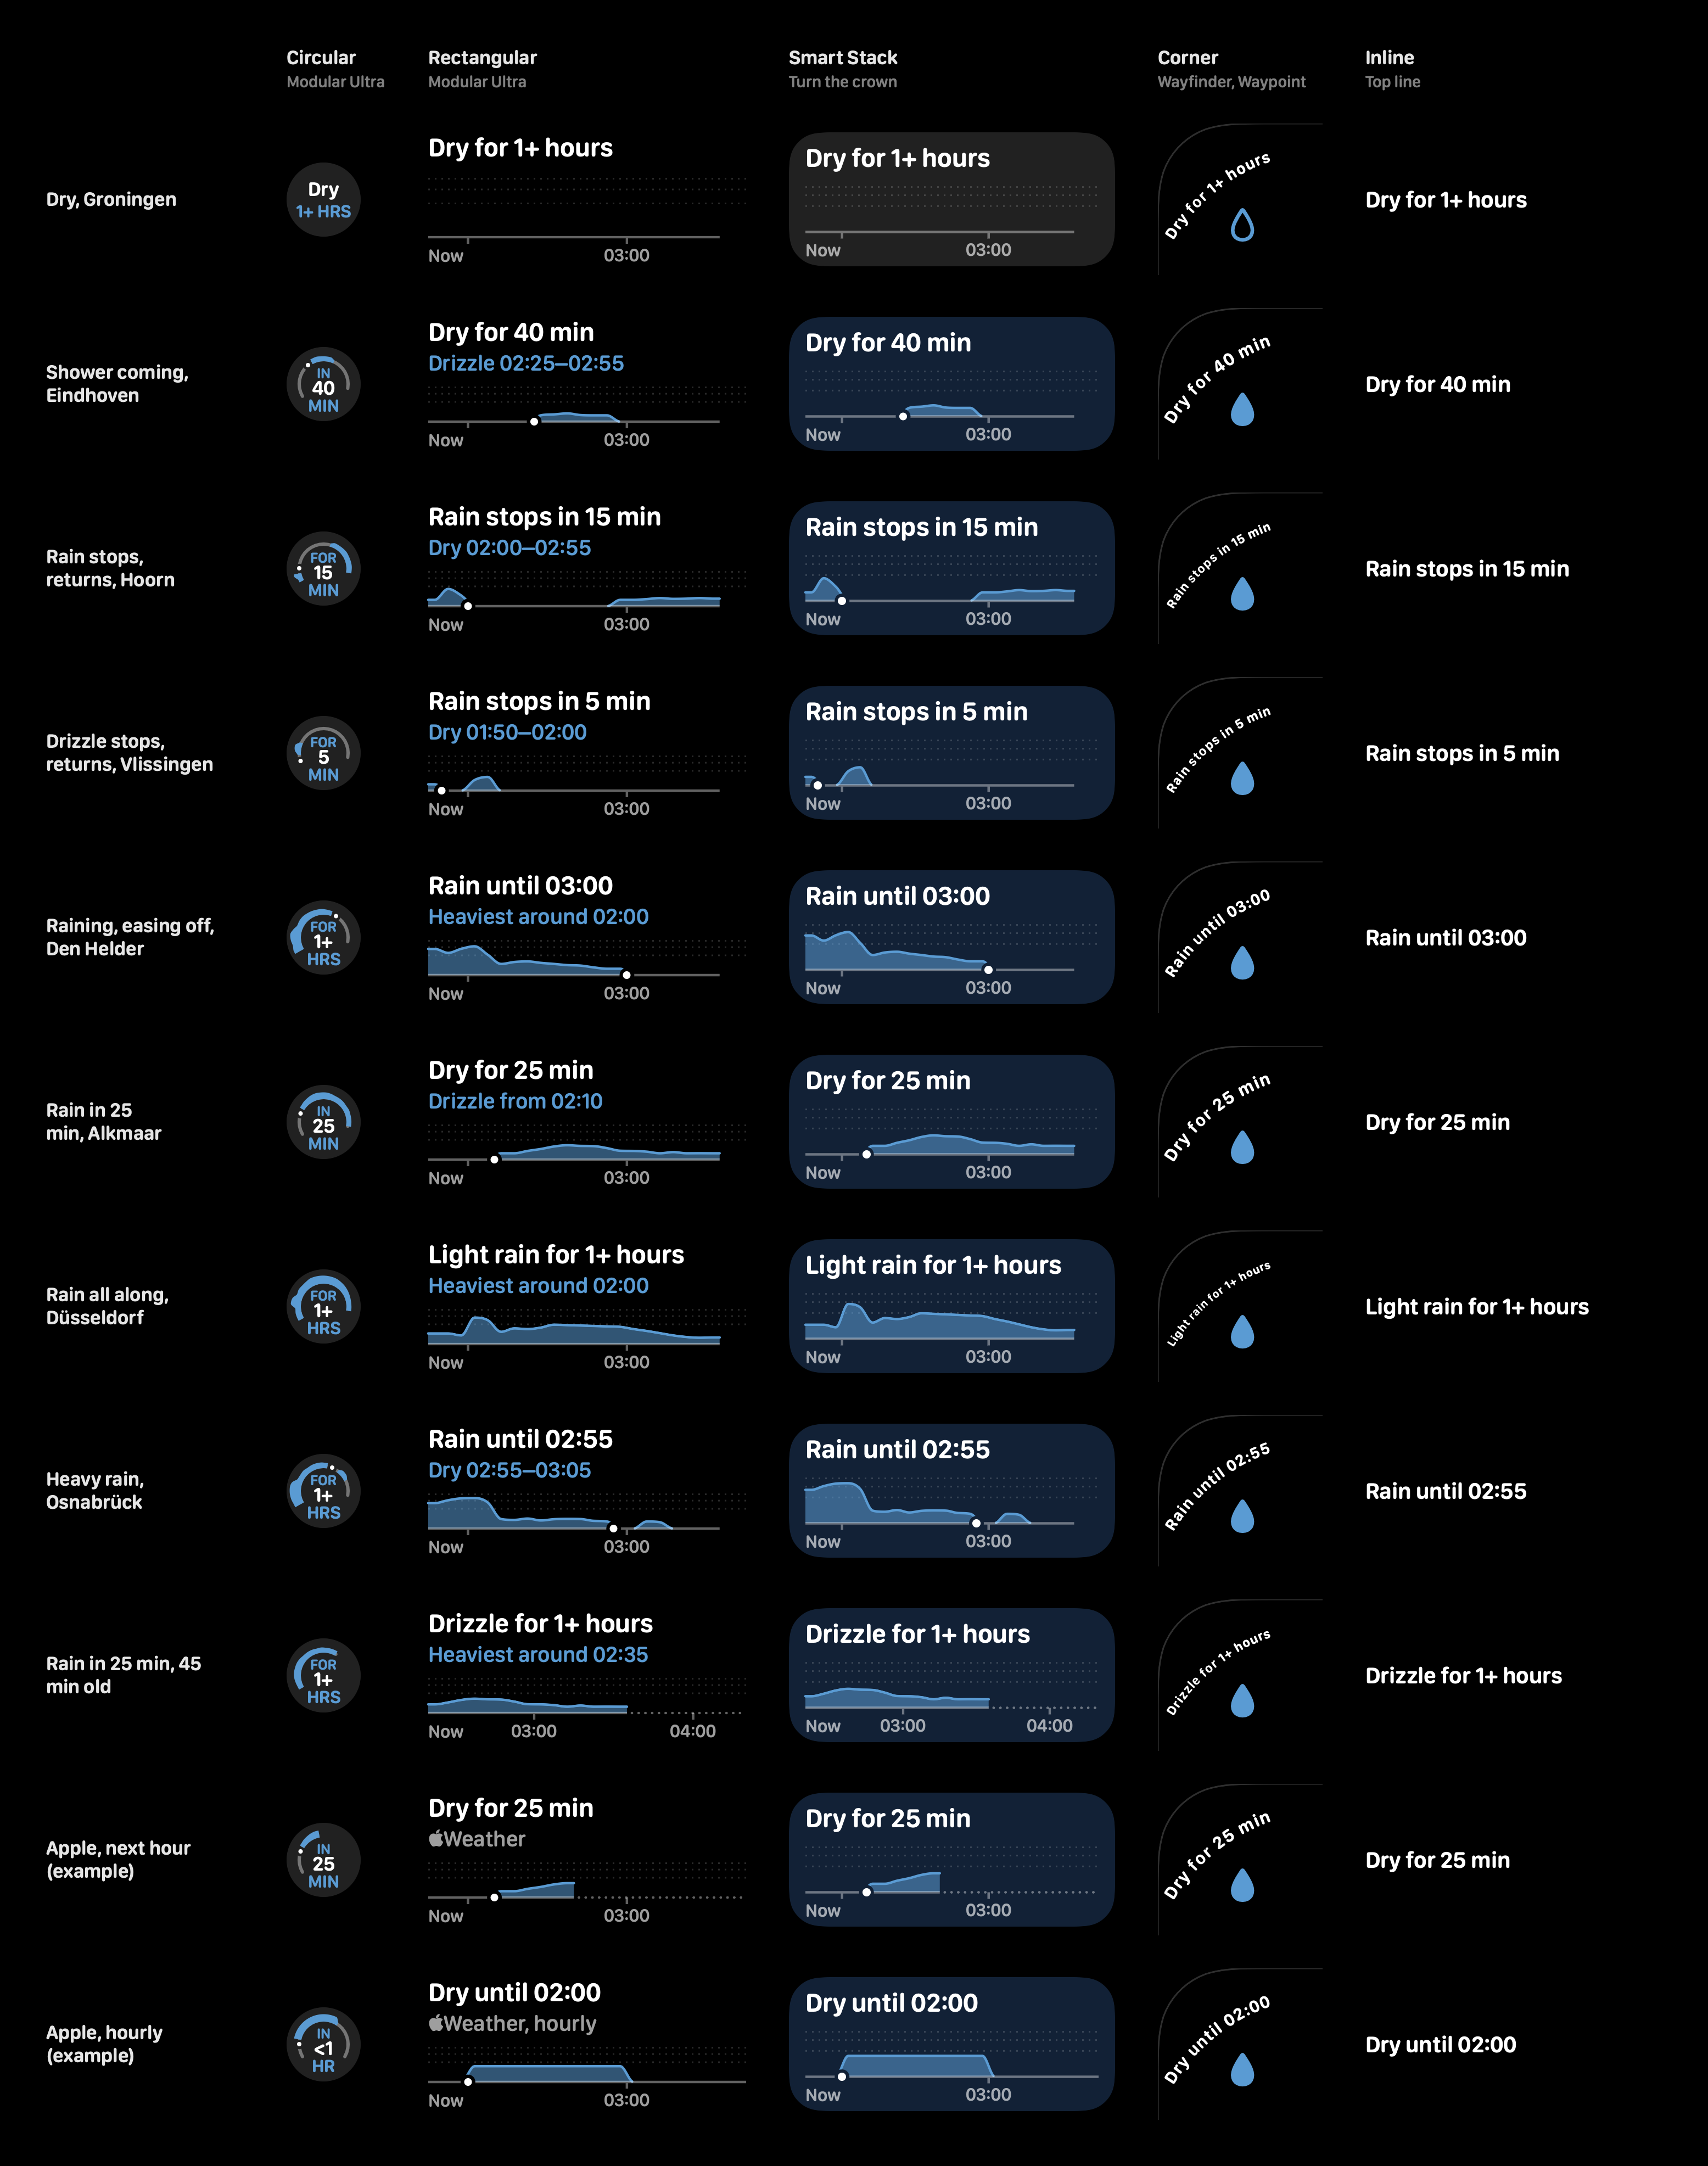 Circular
Modular Ultra
Rectangular
Modular Ultra
Smart Stack
Turn the crown
Corner
Wayfinder, Waypoint
Inline
Top line
Dry, Groningen
Dry
1+ HRS
Dry for 1+ hours
Now 03:00
Dry for 1+ hours
Now 03:00
Dry for 1+ hours
Dry for 1+ hours
Shower coming,
Eindhoven
IN
40
MIN
Dry for 40 min
Drizzle 02:25–02:55
Now 03:00
Dry for 40 min
Now 03:00
Dry for 40 min
Dry for 40 min
Rain stops,
returns, Hoorn
FOR
15
MIN
Rain stops in 15 min
Dry 02:00–02:55
Now 03:00
Rain stops in 15 min
Now 03:00
Rain stops in 15 min
Rain stops in 15 min
Drizzle stops,
returns, Vlissingen
FOR
5
MIN
Rain stops in 5 min
Dry 01:50–02:00
Now 03:00
Rain stops in 5 min
Now 03:00
Rain stops in 5 min
Rain stops in 5 min
Raining, easing off,
Den Helder
FOR
1+
HRS
Rain until 03:00
Heaviest around 02:00
Now 03:00
Rain until 03:00
Now 03:00
Rain until 03:00
Rain until 03:00
Rain in 25
min, Alkmaar
IN
25
MIN
Dry for 25 min
Drizzle from 02:10
Now 03:00
Dry for 25 min
Now 03:00
Dry for 25 min
Dry for 25 min
Rain all along,
Düsseldorf
FOR
1+
HRS
Light rain for 1+ hours
Heaviest around 02:00
Now 03:00
Light rain for 1+ hours
Now 03:00
Light rain for 1+ hours
Light rain for 1+ hours
Heavy rain,
Osnabrück
FOR
1+
HRS
Rain until 02:55
Dry 02:55–03:05
Now 03:00
Rain until 02:55
Now 03:00
Rain until 02:55
Rain until 02:55
Rain in 25 min, 45
min old
FOR
1+
HRS
Drizzle for 1+ hours
Heaviest around 02:35
Now 03:00 04:00
Drizzle for 1+ hours
Now 03:00 04:00
Drizzle for 1+ hours
Drizzle for 1+ hours
Apple, next hour
(example)
IN
25
MIN
Dry for 25 min
Weather
Now 03:00
Dry for 25 min
Now 03:00
Dry for 25 min
Dry for 25 min
Apple, hourly
(example)
IN
<1
HR
Dry until 02:00
Weather, hourly
Now 03:00
Dry until 02:00
Now 03:00
Dry until 02:00
Dry until 02:00